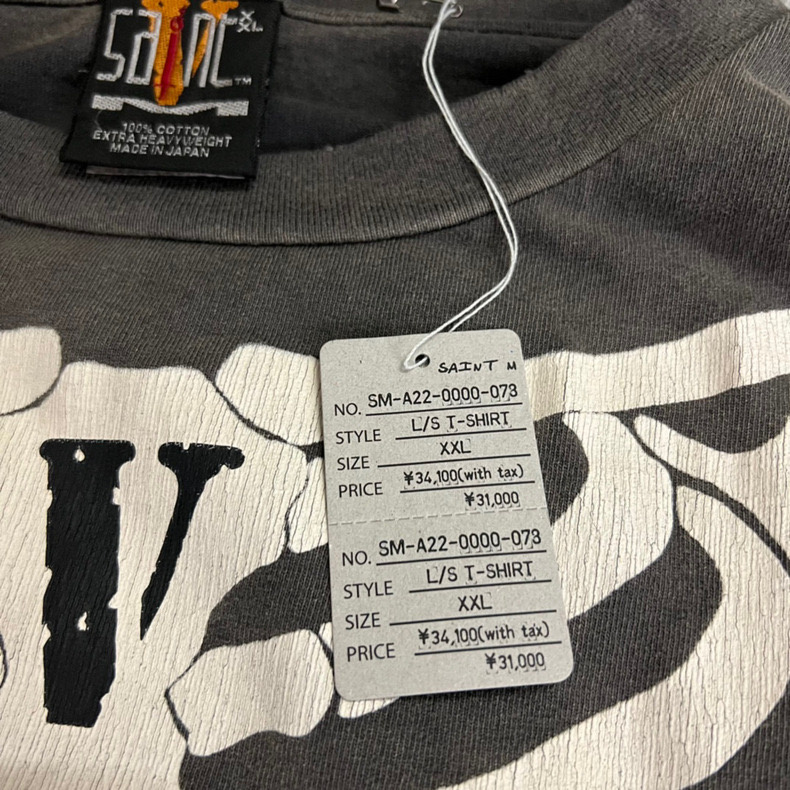 saint
XXL
TM
100% COTTON
EXTRA HEAVYWEIGHT
MADE IN JAPAN
SAINT M
NO. SM-A22-0000-073
STYLE L/S T-SHIRT
SIZE XXL
PRICE ¥34,100(with tax)
¥31,000
NO. SM-A22-0000-073
STYLE L/S T-SHIRT
SIZE XXL
PRICE ¥34,100(with tax)
¥31,000
V